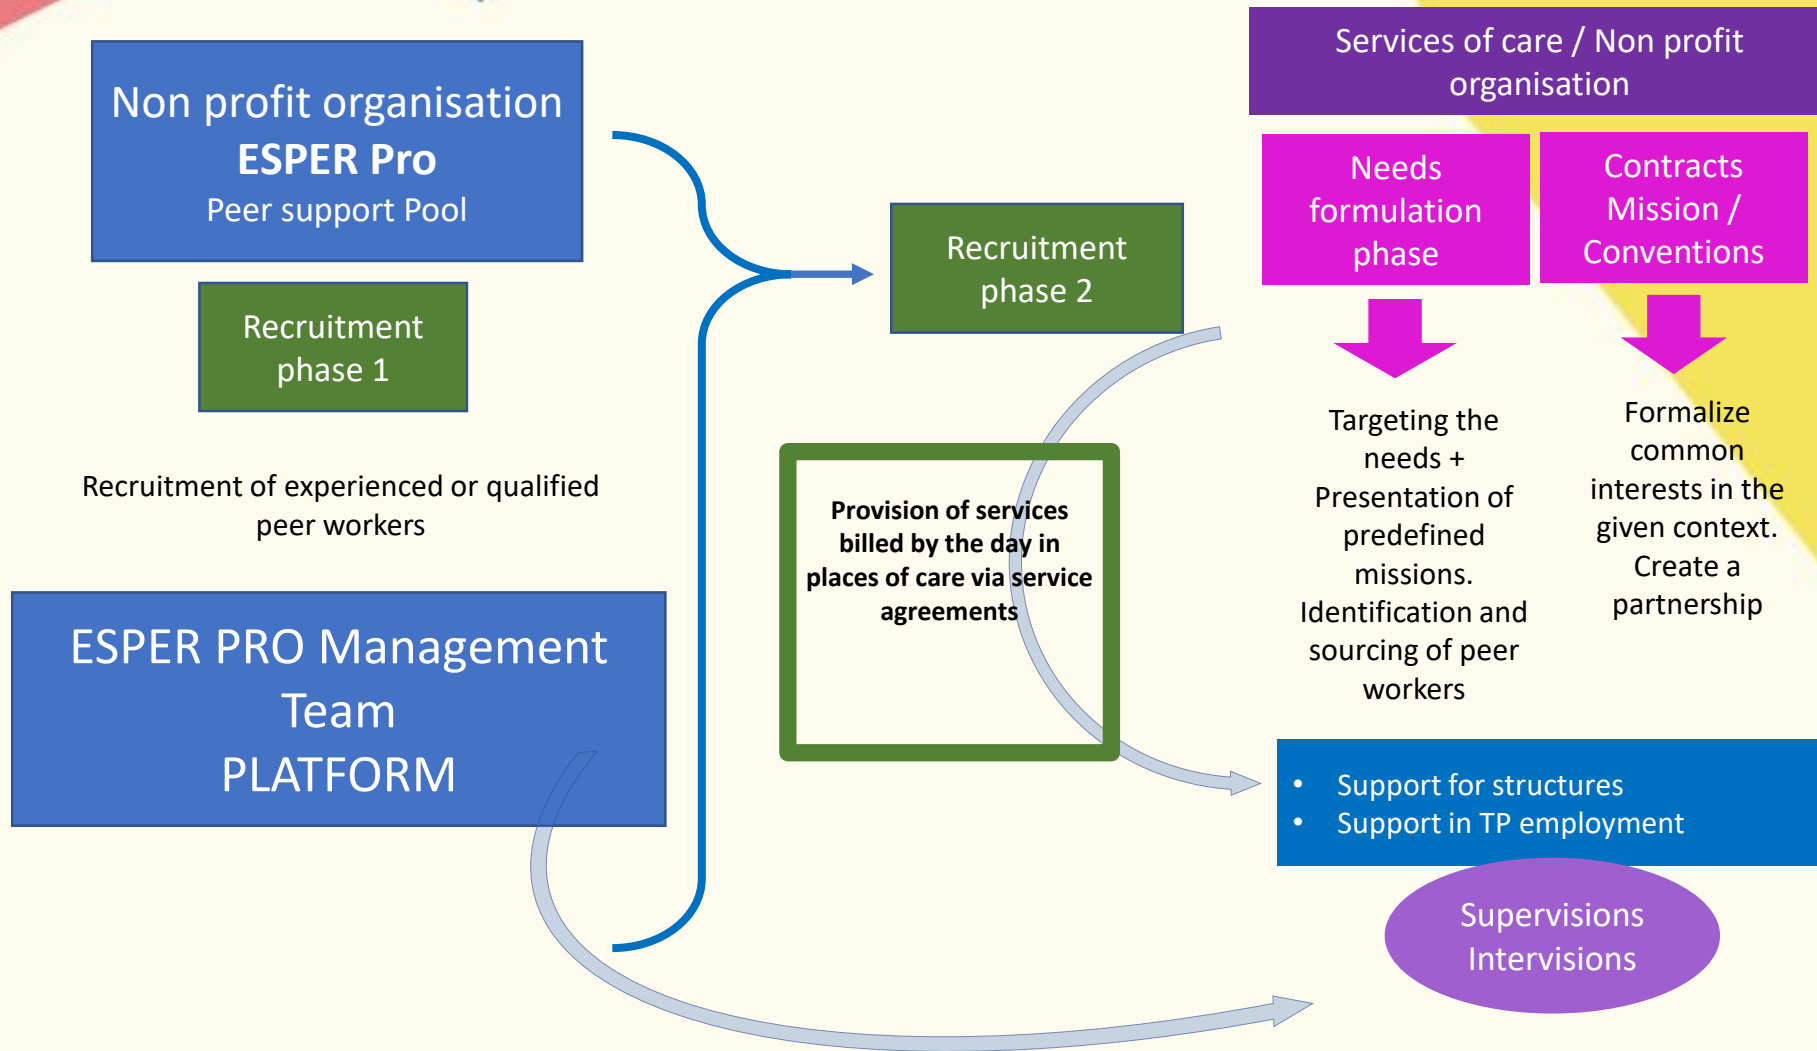 Non profit organisation
ESPER Pro
Peer support Pool
Recruitment
phase 1
Recruitment of experienced or qualified
peer workers
ESPER PRO Management
Team
PLATFORM
Recruitment
phase 2
Provision of services
billed by the day in
places of care via service
agreements
Services of care / Non profit
organisation
Needs
formulation
phase
Contracts
Mission /
Conventions
Targeting the
needs +
Presentation of
predefined
missions.
Identification and
sourcing of peer
workers
Formalize
common
interests in the
given context.
Create a
partnership
• Support for structures
• Support in TP employment
Supervisions
Intervisions